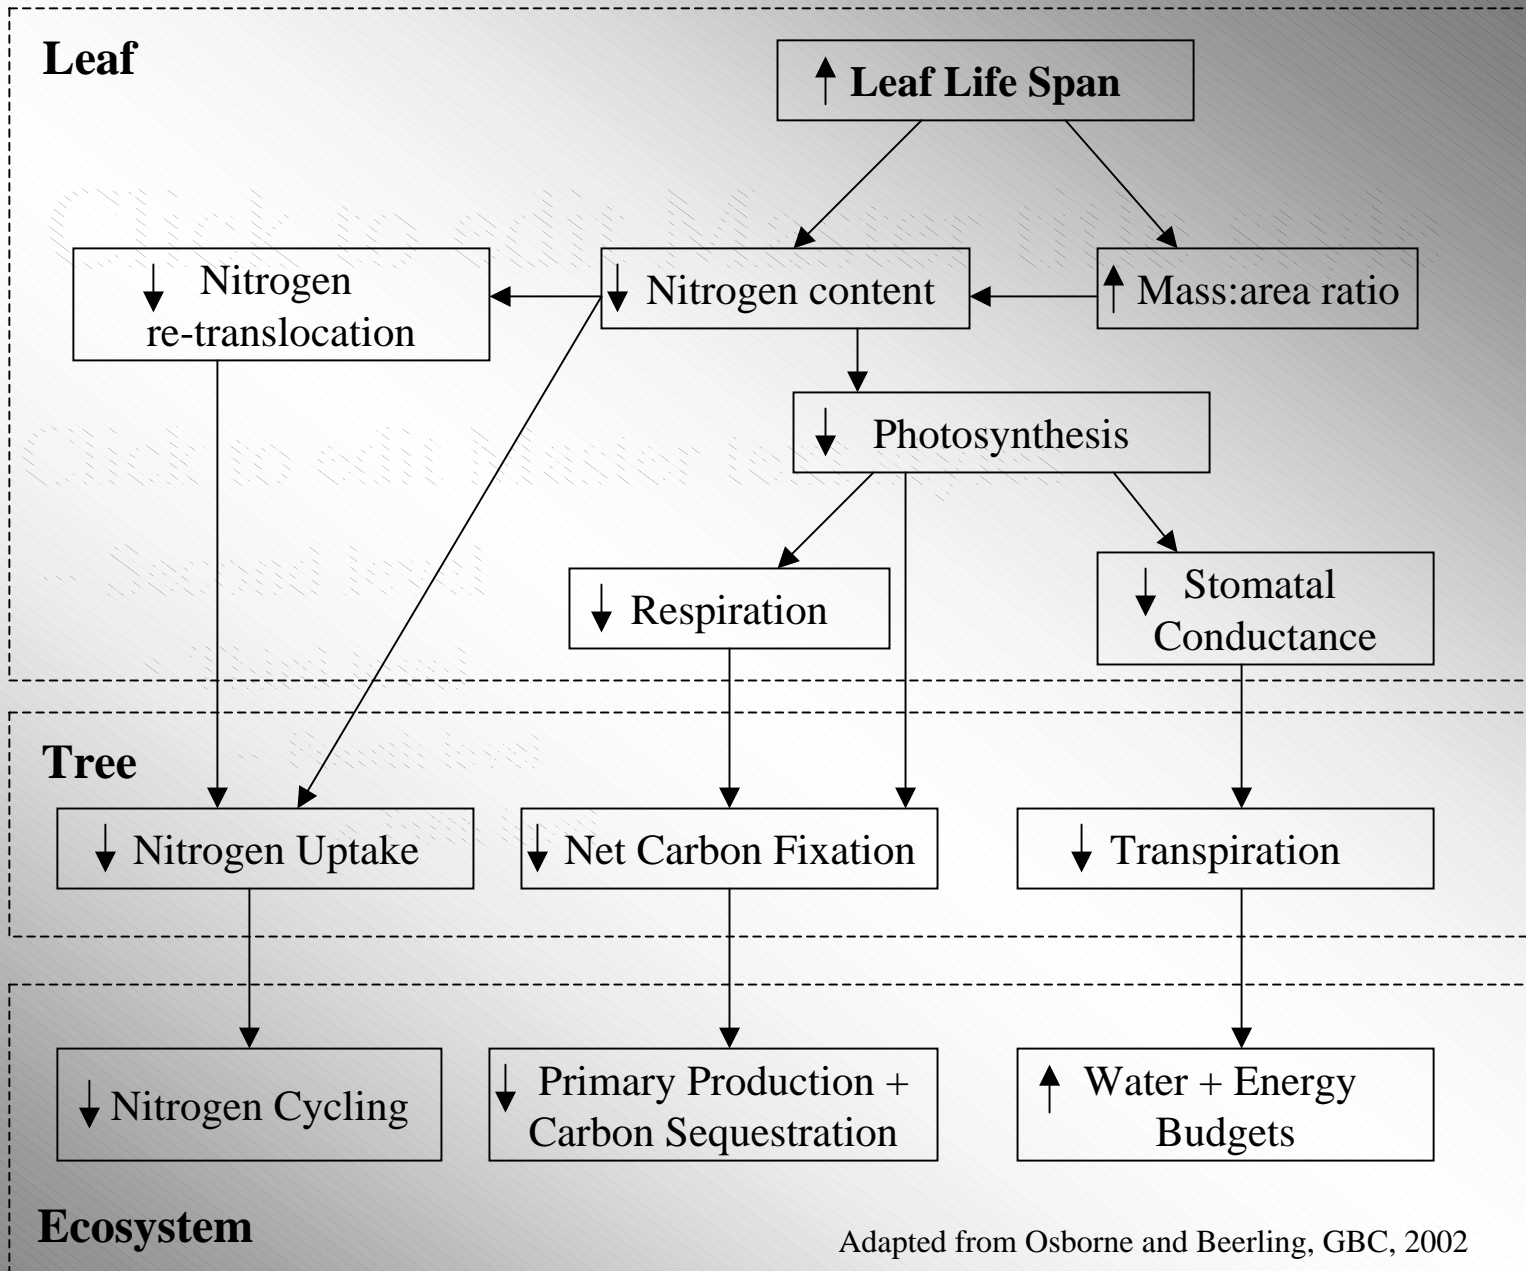 Leaf
↑ Leaf Life Span
↓ Nitrogen
re-translocation
↓ Nitrogen content
↑ Mass:area ratio
↓ Photosynthesis
↓ Respiration
↓ Stomatal
Conductance
Tree
↓ Nitrogen Uptake
↓ Net Carbon Fixation
↓ Transpiration
↓ Nitrogen Cycling
↓ Primary Production +
Carbon Sequestration
↑ Water + Energy
Budgets
Ecosystem
Adapted from Osborne and Beerling, GBC, 2002